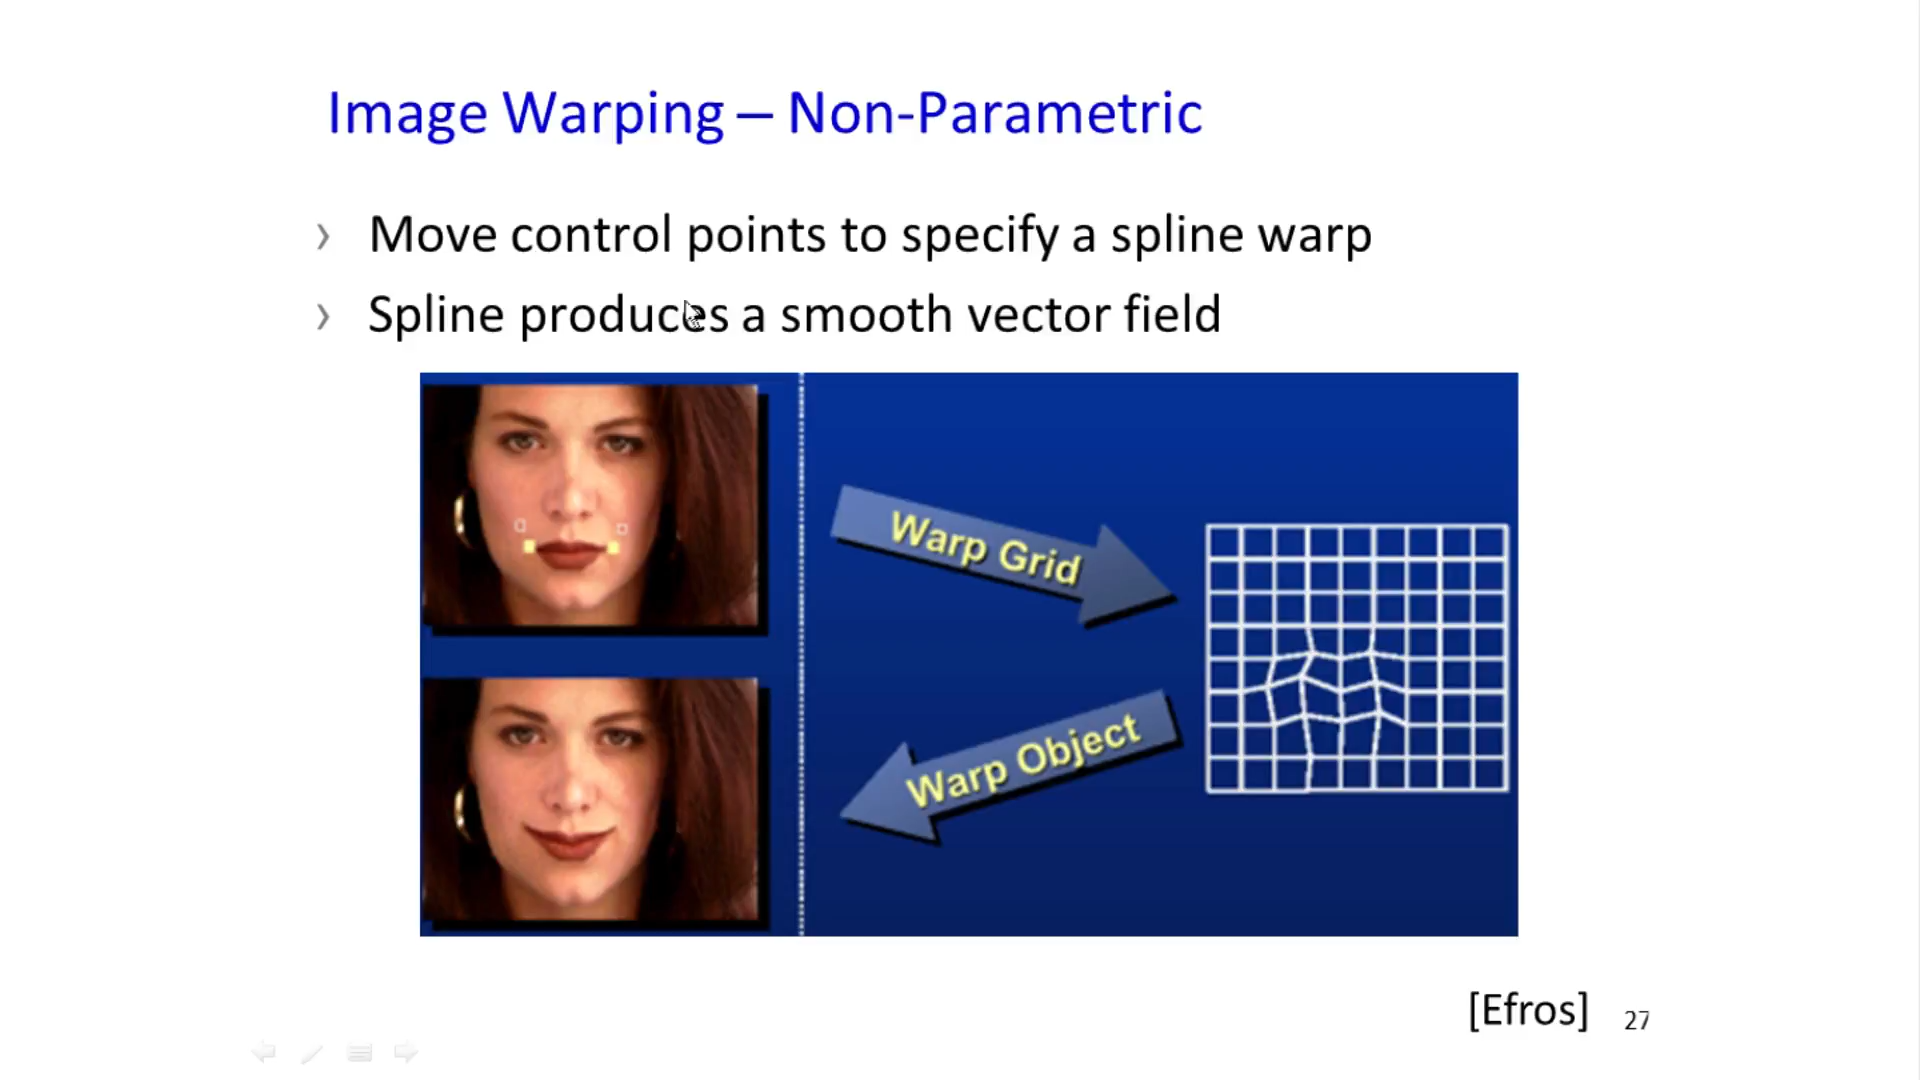 Image Warping – Non-Parametric
› Move control points to specify a spline warp
› Spline produces a smooth vector field
Warp Grid
Warp Object
[Efros]
27